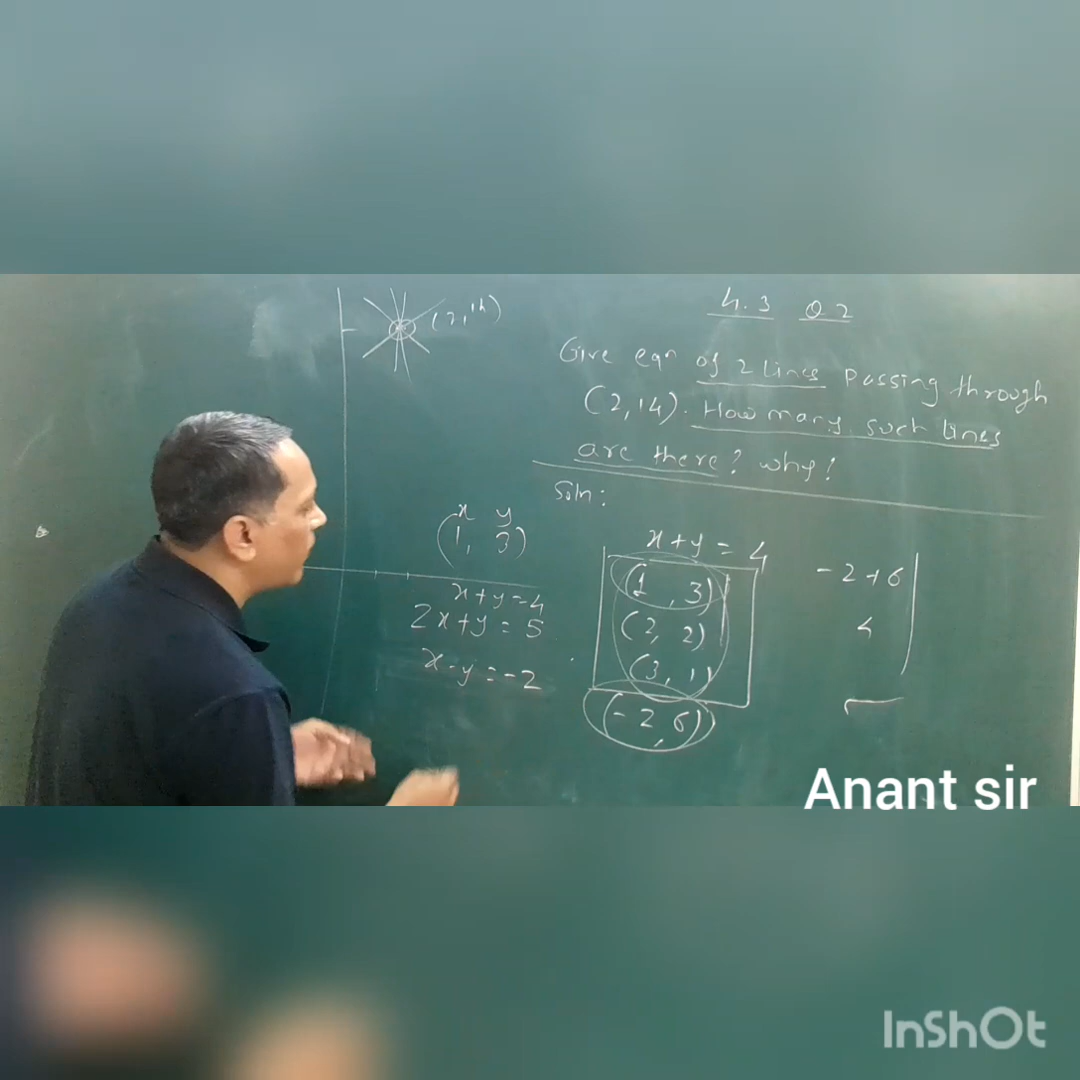 4.3 Q 2
(2, 14)
Give eqn of 2 lines passing through
(2, 14). How many such lines
are there? why?
Soln:
x y
(1, 3)
x+y=4
2x+y=5
x-y=-2
x+y=4
(1, 3)
(2, 2)
(3, 1)
(-2, 6)
-2+6
4
Anant sir
InShOt